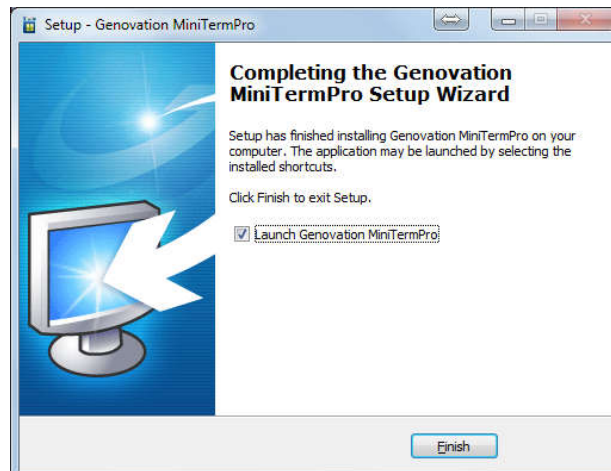 Setup - Genovation MiniTermPro
Completing the Genovation
MiniTermPro Setup Wizard
Setup has finished installing Genovation MiniTermPro on your
computer. The application may be launched by selecting the
installed shortcuts.
Click Finish to exit Setup.
Launch Genovation MiniTermPro
Finish